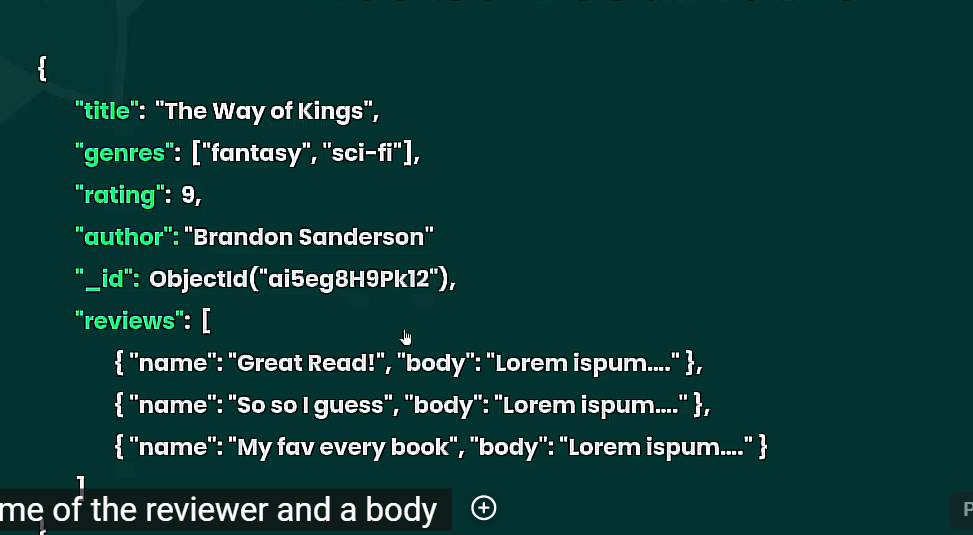 {
"title": "The Way of Kings",
"genres": ["fantasy", "sci-fi"],
"rating": 9,
"author": "Brandon Sanderson"
"_id": ObjectId("ai5eg8H9Pk12"),
"reviews": [
{ "name": "Great Read!", "body": "Lorem ispum...." },
{ "name": "So so I guess", "body": "Lorem ispum...." },
{ "name": "My fav every book", "body": "Lorem ispum...." }
]
me of the reviewer and a body
P